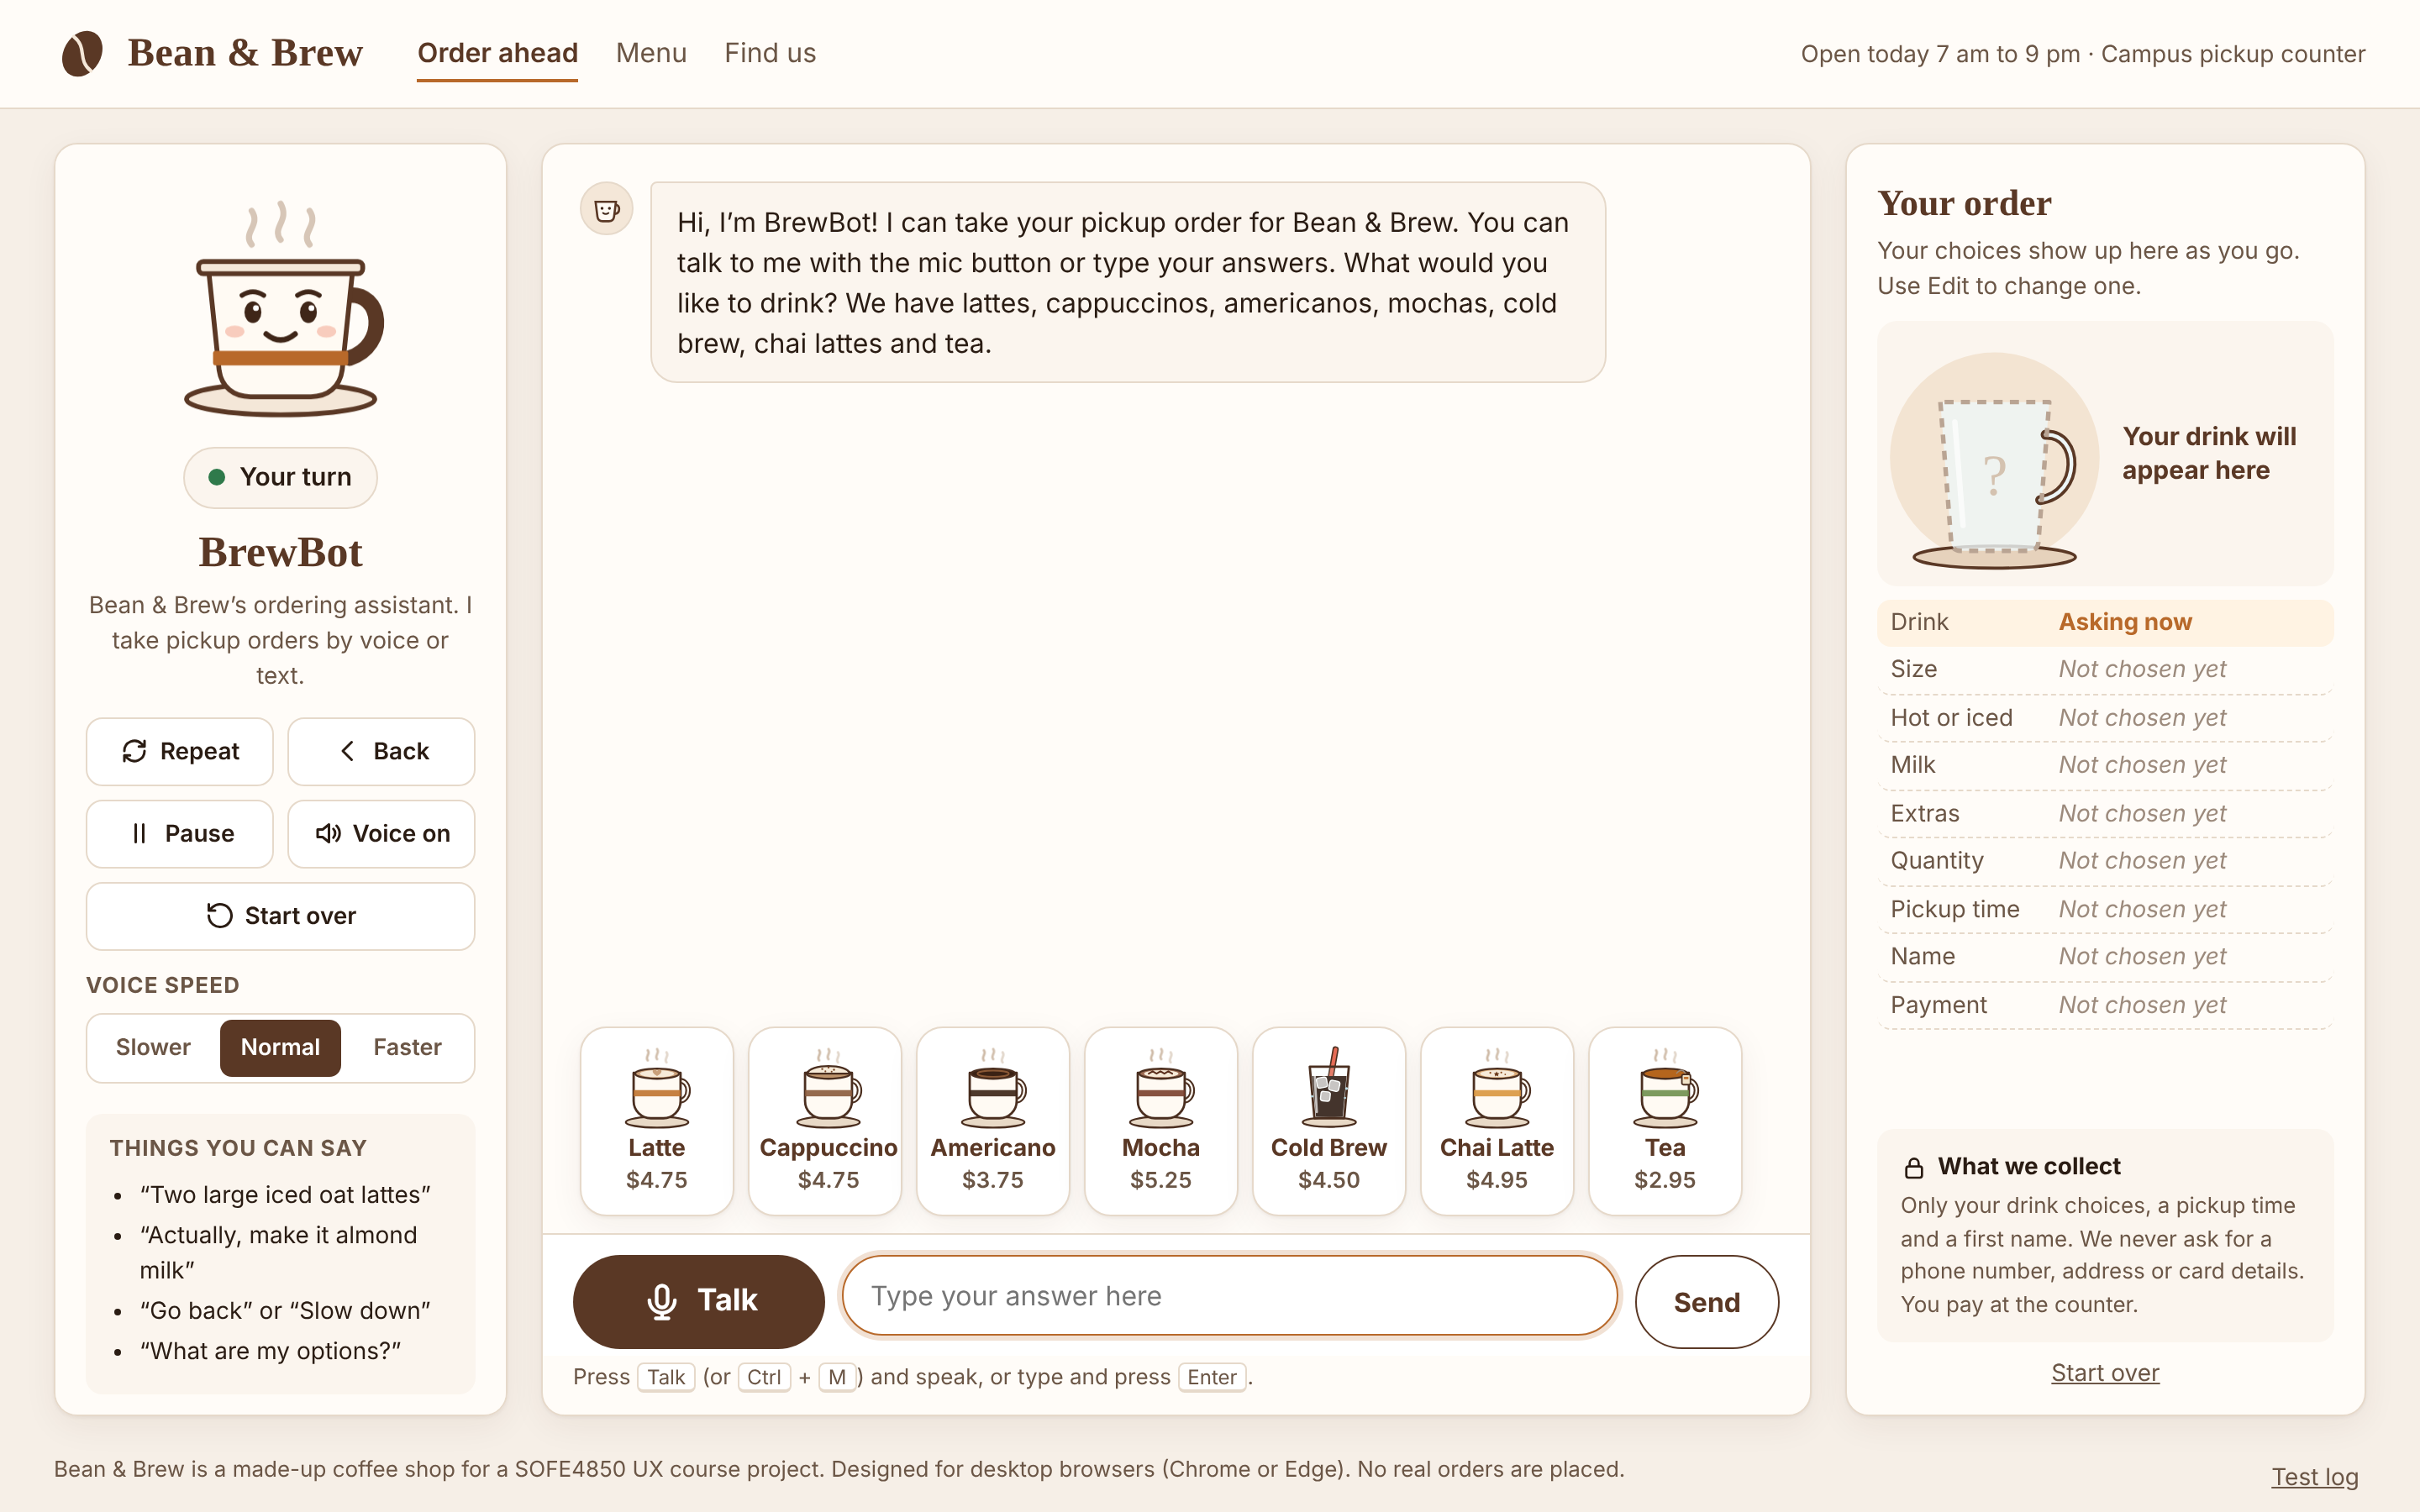 Bean & Brew
Order ahead
Menu
Find us
Open today 7 am to 9 pm · Campus pickup counter
Your turn
BrewBot
Bean & Brew’s ordering assistant. I
take pickup orders by voice or
text.
Repeat
Back
Pause
Voice on
Start over
VOICE SPEED
Slower
Normal
Faster
THINGS YOU CAN SAY
• “Two large iced oat lattes”
• “Actually, make it almond
milk”
• “Go back” or “Slow down”
• “What are my options?”
Hi, I’m BrewBot! I can take your pickup order for Bean & Brew. You can
talk to me with the mic button or type your answers. What would you
like to drink? We have lattes, cappuccinos, americanos, mochas, cold
brew, chai lattes and tea.
Latte
$4.75
Cappuccino
$4.75
Americano
$3.75
Mocha
$5.25
Cold Brew
$4.50
Chai Latte
$4.95
Tea
$2.95
Talk
Type your answer here
Send
Press Talk (or Ctrl + M) and speak, or type and press Enter.
Your order
Your choices show up here as you go.
Use Edit to change one.
?
Your drink will
appear here
Drink Asking now
Size Not chosen yet
Hot or iced Not chosen yet
Milk Not chosen yet
Extras Not chosen yet
Quantity Not chosen yet
Pickup time Not chosen yet
Name Not chosen yet
Payment Not chosen yet
What we collect
Only your drink choices, a pickup time
and a first name. We never ask for a
phone number, address or card details.
You pay at the counter.
Start over
Bean & Brew is a made-up coffee shop for a SOFE4850 UX course project. Designed for desktop browsers (Chrome or Edge). No real orders are placed.
Test log